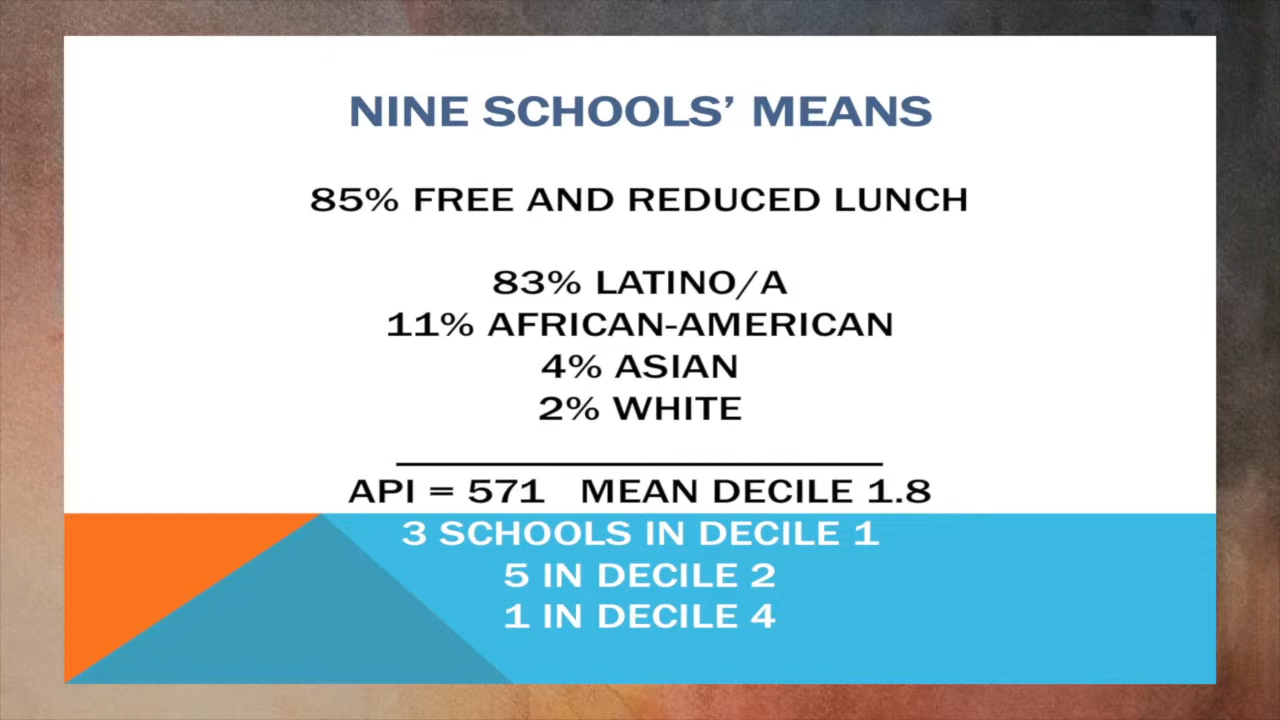 NINE SCHOOLS’ MEANS
85% FREE AND REDUCED LUNCH
83% LATINO/A
11% AFRICAN-AMERICAN
4% ASIAN
2% WHITE
API = 571 MEAN DECILE 1.8
3 SCHOOLS IN DECILE 1
5 IN DECILE 2
1 IN DECILE 4